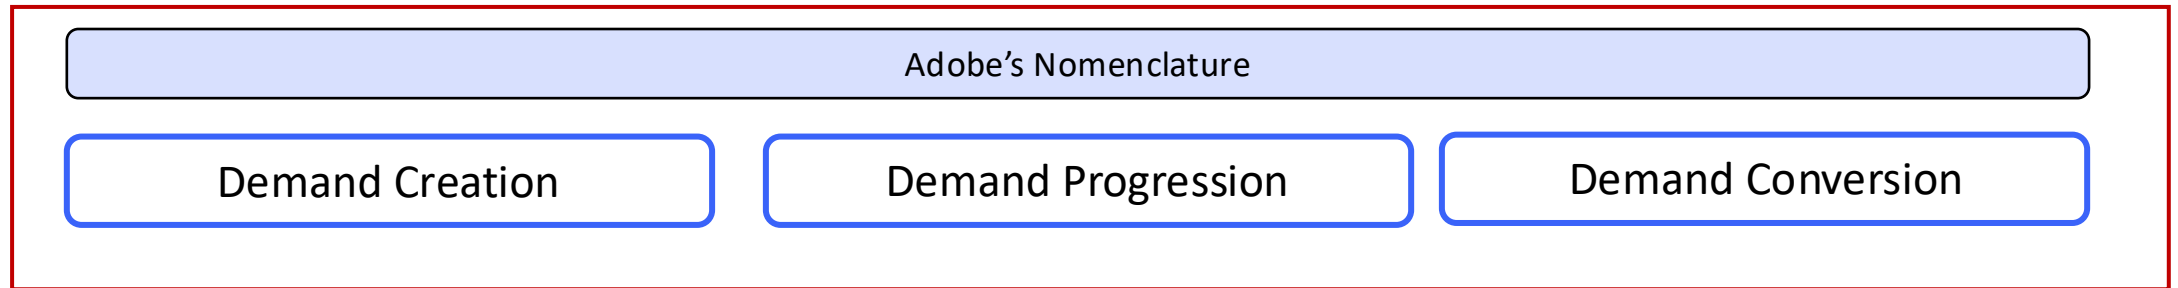 Adobe’s Nomenclature
Demand Creation
Demand Progression
Demand Conversion